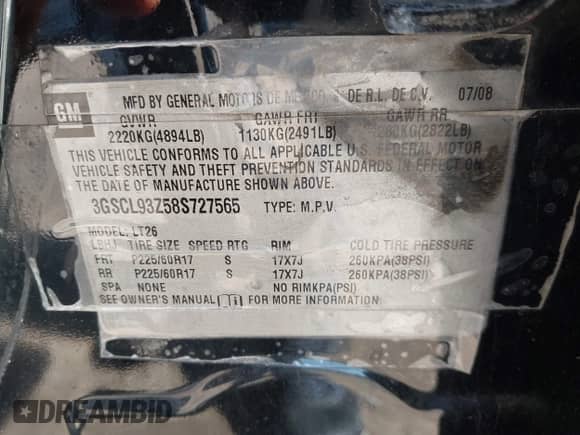 GM
MFD BY GENERAL MOTORS DE MEXICO, S. DE R.L. DE C.V. 07/08
GVWR GAWR FRT GAWR RR
2220KG(4894LB) 1130KG(2491LB) 1280KG(2822LB)
THIS VEHICLE CONFORMS TO ALL APPLICABLE U.S. FEDERAL MOTOR
VEHICLE SAFETY AND THEFT PREVENTION STANDARDS IN EFFECT ON THE
DATE OF MANUFACTURE SHOWN ABOVE.
3GSCL93Z58S727565 TYPE: M.P.V.
MODEL: LT26
TIRE SIZE SPEED RTG RIM COLD TIRE PRESSURE
FRT P225/60R17 S 17X7J 260KPA(38PSI)
RR P225/60R17 S 17X7J 260KPA(38PSI)
SPA NONE NO RIMKPA(PSI)
SEE OWNER'S MANUAL FOR MORE INFORMATION.
DREAMBID